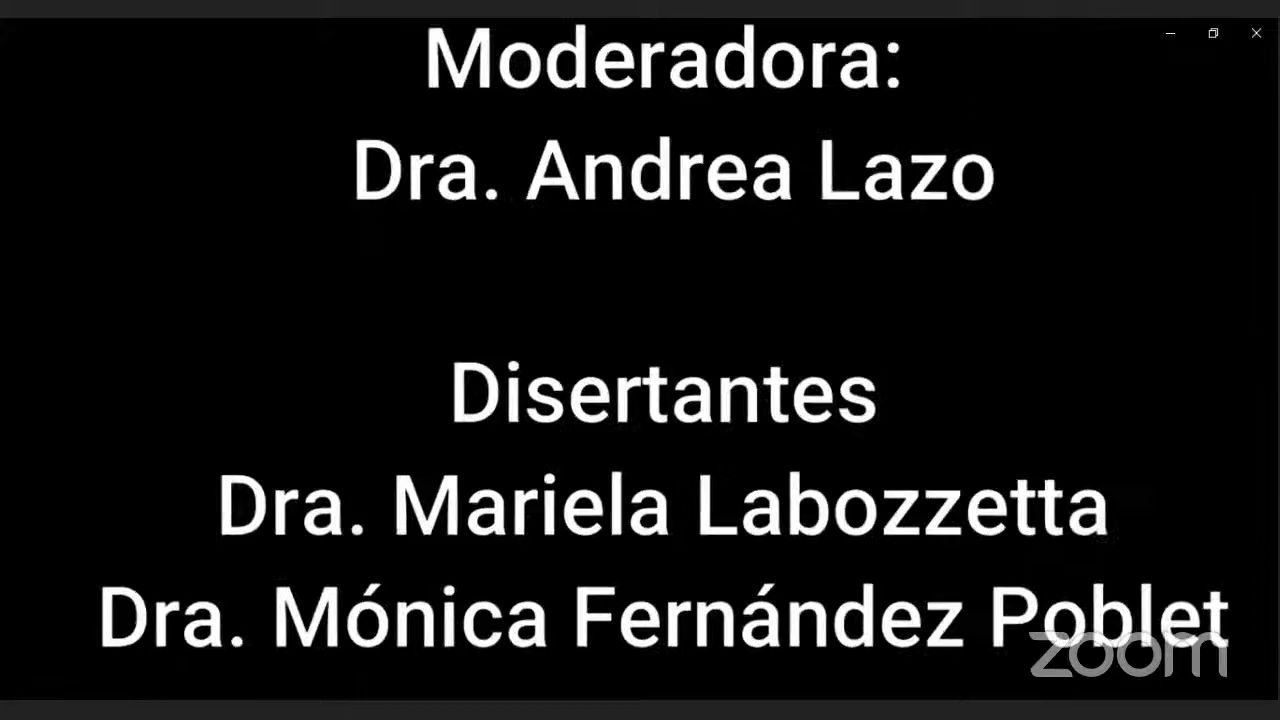 Moderadora:
Dra. Andrea Lazo
Disertantes
Dra. Mariela Labozzetta
Dra. Mónica Fernández Poblet
zoom